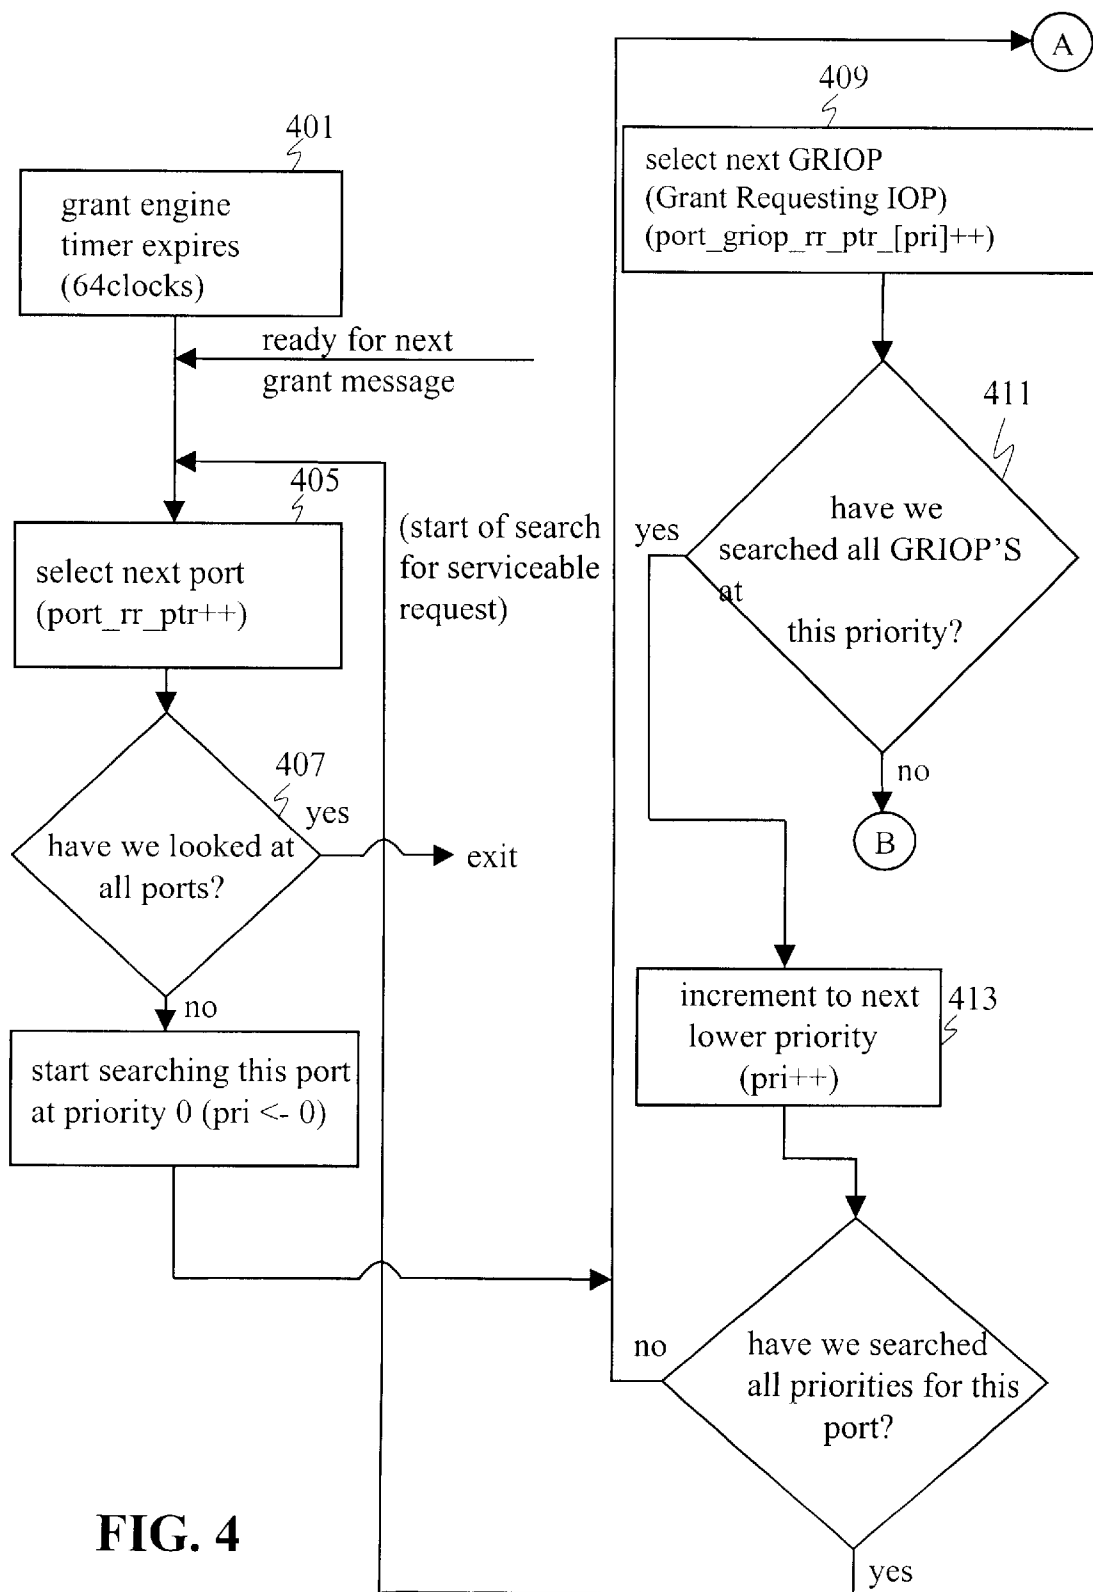 401
grant engine
timer expires
(64clocks)
ready for next
grant message
405
select next port
(port_rr_ptr++)
(start of search
for serviceable
request)
407
yes
have we looked at
all ports?
exit
no
start searching this port
at priority 0 (pri <- 0)
A
409
select next GRIOP
(Grant Requesting IOP)
(port_griop_rr_ptr_[pri]++)
411
yes
have we
searched all GRIOP'S
at
this priority?
no
B
increment to next
lower priority
(pri++)
413
no
have we searched
all priorities for this
port?
yes
FIG. 4